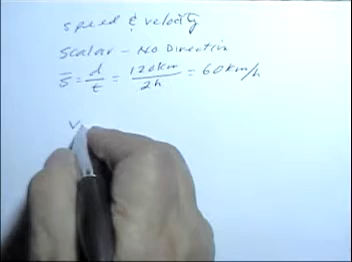 speed & velocity
Scalar - No Direction
s̅ = d/t = 120km/2h = 60km/h
V